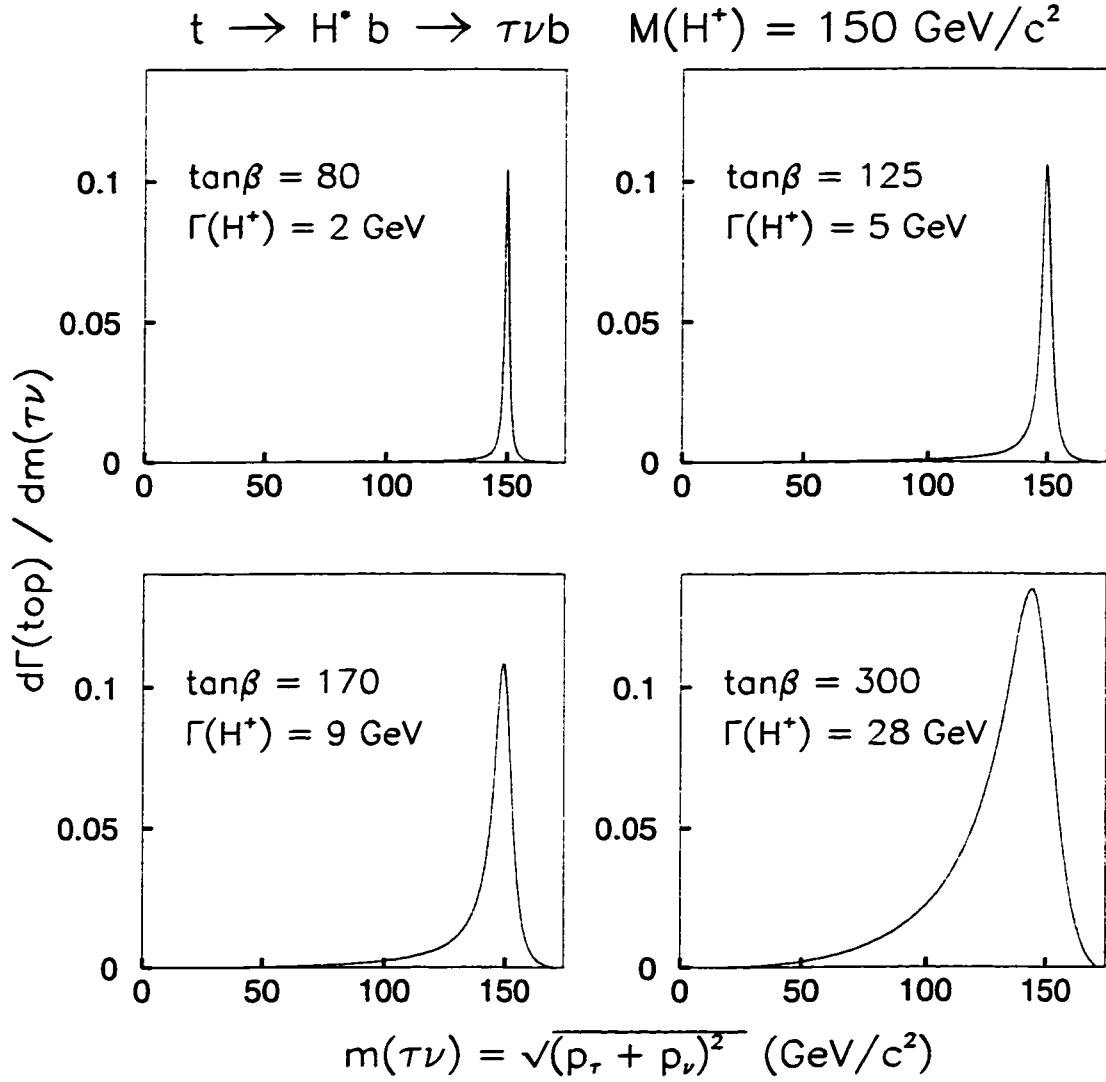 t → H* b → τνb M(H⁺) = 150 GeV/c²
dΓ(top) / dm(τν)
tanβ = 80
Γ(H⁺) = 2 GeV
0.1
0.05
0
0 50 100 150
tanβ = 125
Γ(H⁺) = 5 GeV
0.1
0.05
0
0 50 100 150
tanβ = 170
Γ(H⁺) = 9 GeV
0.1
0.05
0
0 50 100 150
tanβ = 300
Γ(H⁺) = 28 GeV
0.1
0.05
0
0 50 100 150
m(τν) = √(p_τ + p_ν)² (GeV/c²)